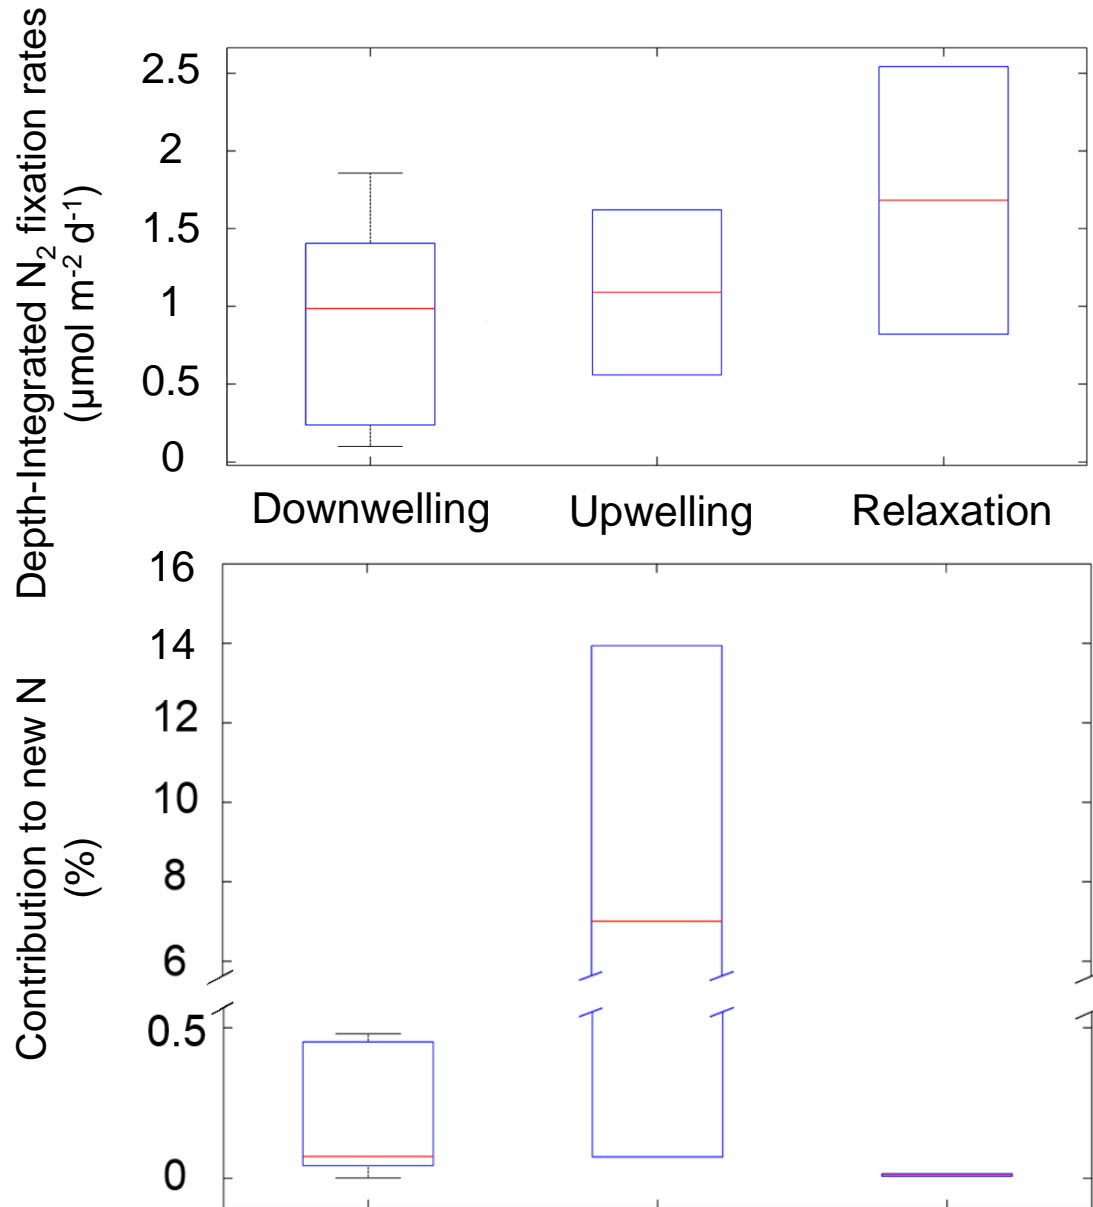 Depth-Integrated N2 fixation rates
(µmol m-2 d-1)
2.5
2
1.5
1
0.5
0
Downwelling
Upwelling
Relaxation
Contribution to new N
(%)
16
14
12
10
8
6
0.5
0